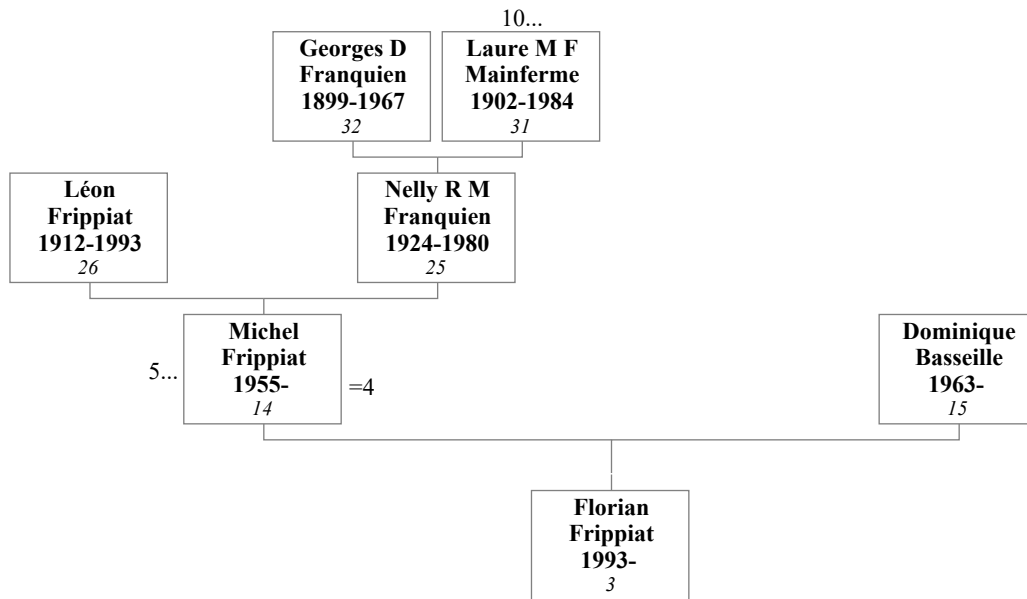 10...
Georges D
Franquien
1899-1967
32
Laure M F
Mainferme
1902-1984
31
Léon
Frippiat
1912-1993
26
Nelly R M
Franquien
1924-1980
25
5...
Michel
Frippiat
1955-
14
=4
Dominique
Basseille
1963-
15
Florian
Frippiat
1993-
3